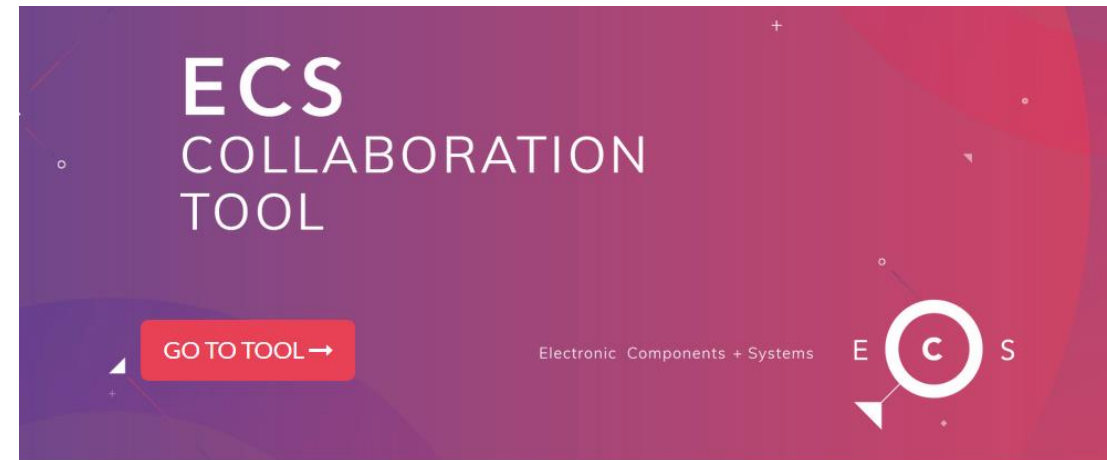 ECS
COLLABORATION
TOOL
GO TO TOOL
Electronic Components + Systems
E C S